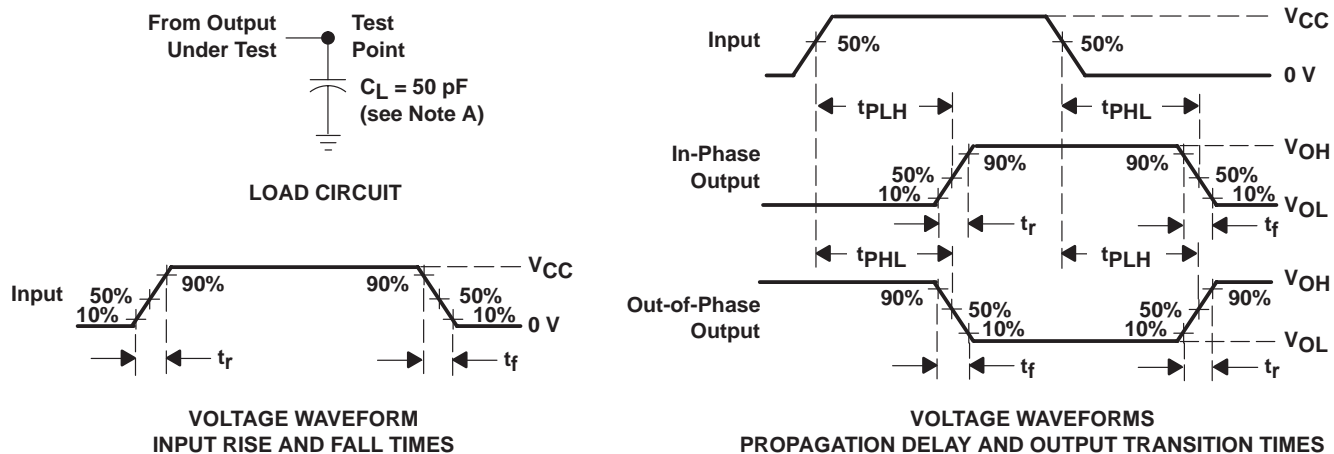 From Output
Under Test
Test
Point
CL = 50 pF
(see Note A)
LOAD CIRCUIT
Input
50%
10%
90%
90%
50%
10%
VCC
0 V
tr
tf
VOLTAGE WAVEFORM
INPUT RISE AND FALL TIMES
Input
50%
50%
VCC
0 V
tPLH
tPHL
In-Phase
Output
50%
10%
90%
90%
50%
10%
VOH
VOL
tr
tf
tPHL
tPLH
Out-of-Phase
Output
90%
50%
10%
50%
10%
90%
VOH
VOL
tf
tr
VOLTAGE WAVEFORMS
PROPAGATION DELAY AND OUTPUT TRANSITION TIMES